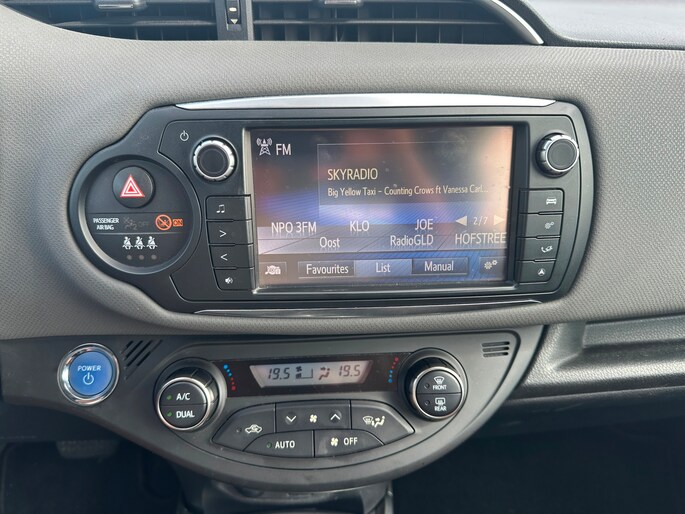 FM
SKYRADIO
Big Yellow Taxi - Counting Crows ft Vanessa Carl...
NPO 3FM KLO JOE 2/7
Oost RadioGLD HOFSTREE
Favourites List Manual
PASSENGER
AIR BAG
POWER
A/C
DUAL
19.5 19.5
FRONT
REAR
AUTO
OFF